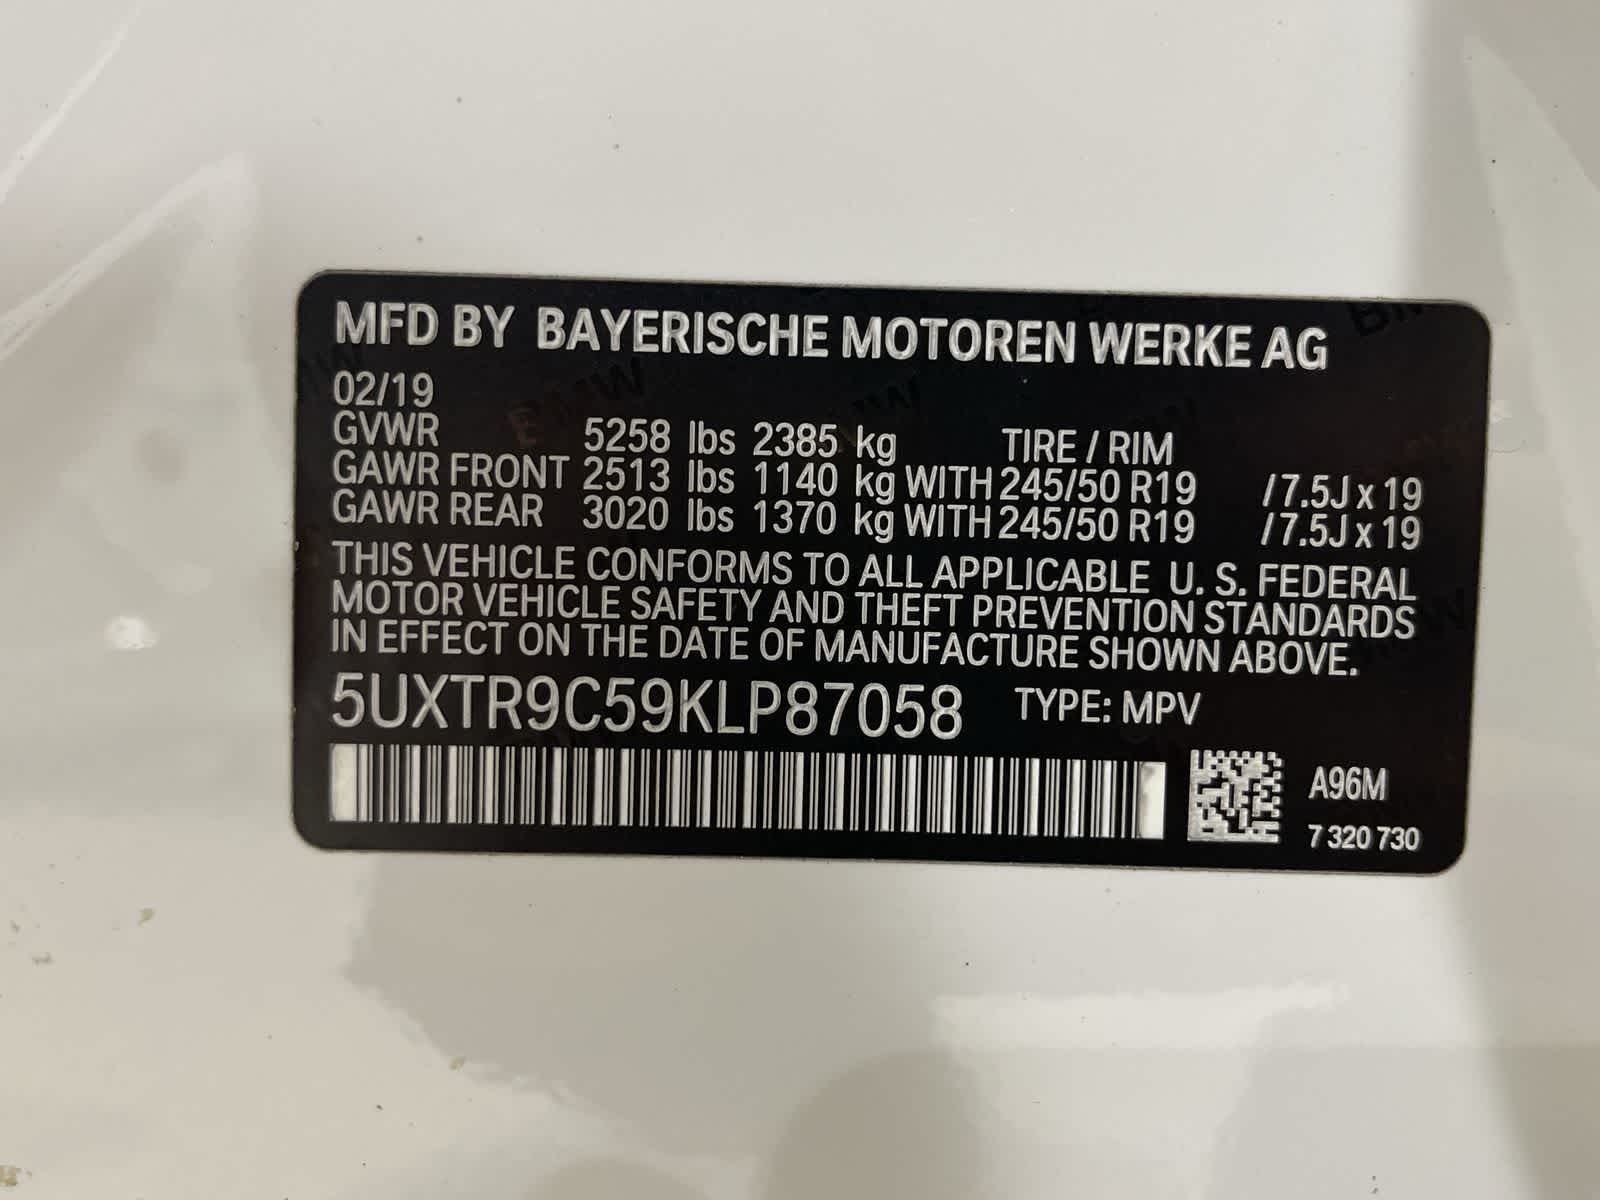 MFD BY BAYERISCHE MOTOREN WERKE AG
02/19
GVWR 5258 lbs 2385 kg TIRE / RIM
GAWR FRONT 2513 lbs 1140 kg WITH 245/50 R19 /7.5J x 19
GAWR REAR 3020 lbs 1370 kg WITH 245/50 R19 /7.5J x 19
THIS VEHICLE CONFORMS TO ALL APPLICABLE U. S. FEDERAL
MOTOR VEHICLE SAFETY AND THEFT PREVENTION STANDARDS
IN EFFECT ON THE DATE OF MANUFACTURE SHOWN ABOVE.
5UXTR9C59KLP87058 TYPE: MPV
A96M
7 320 730